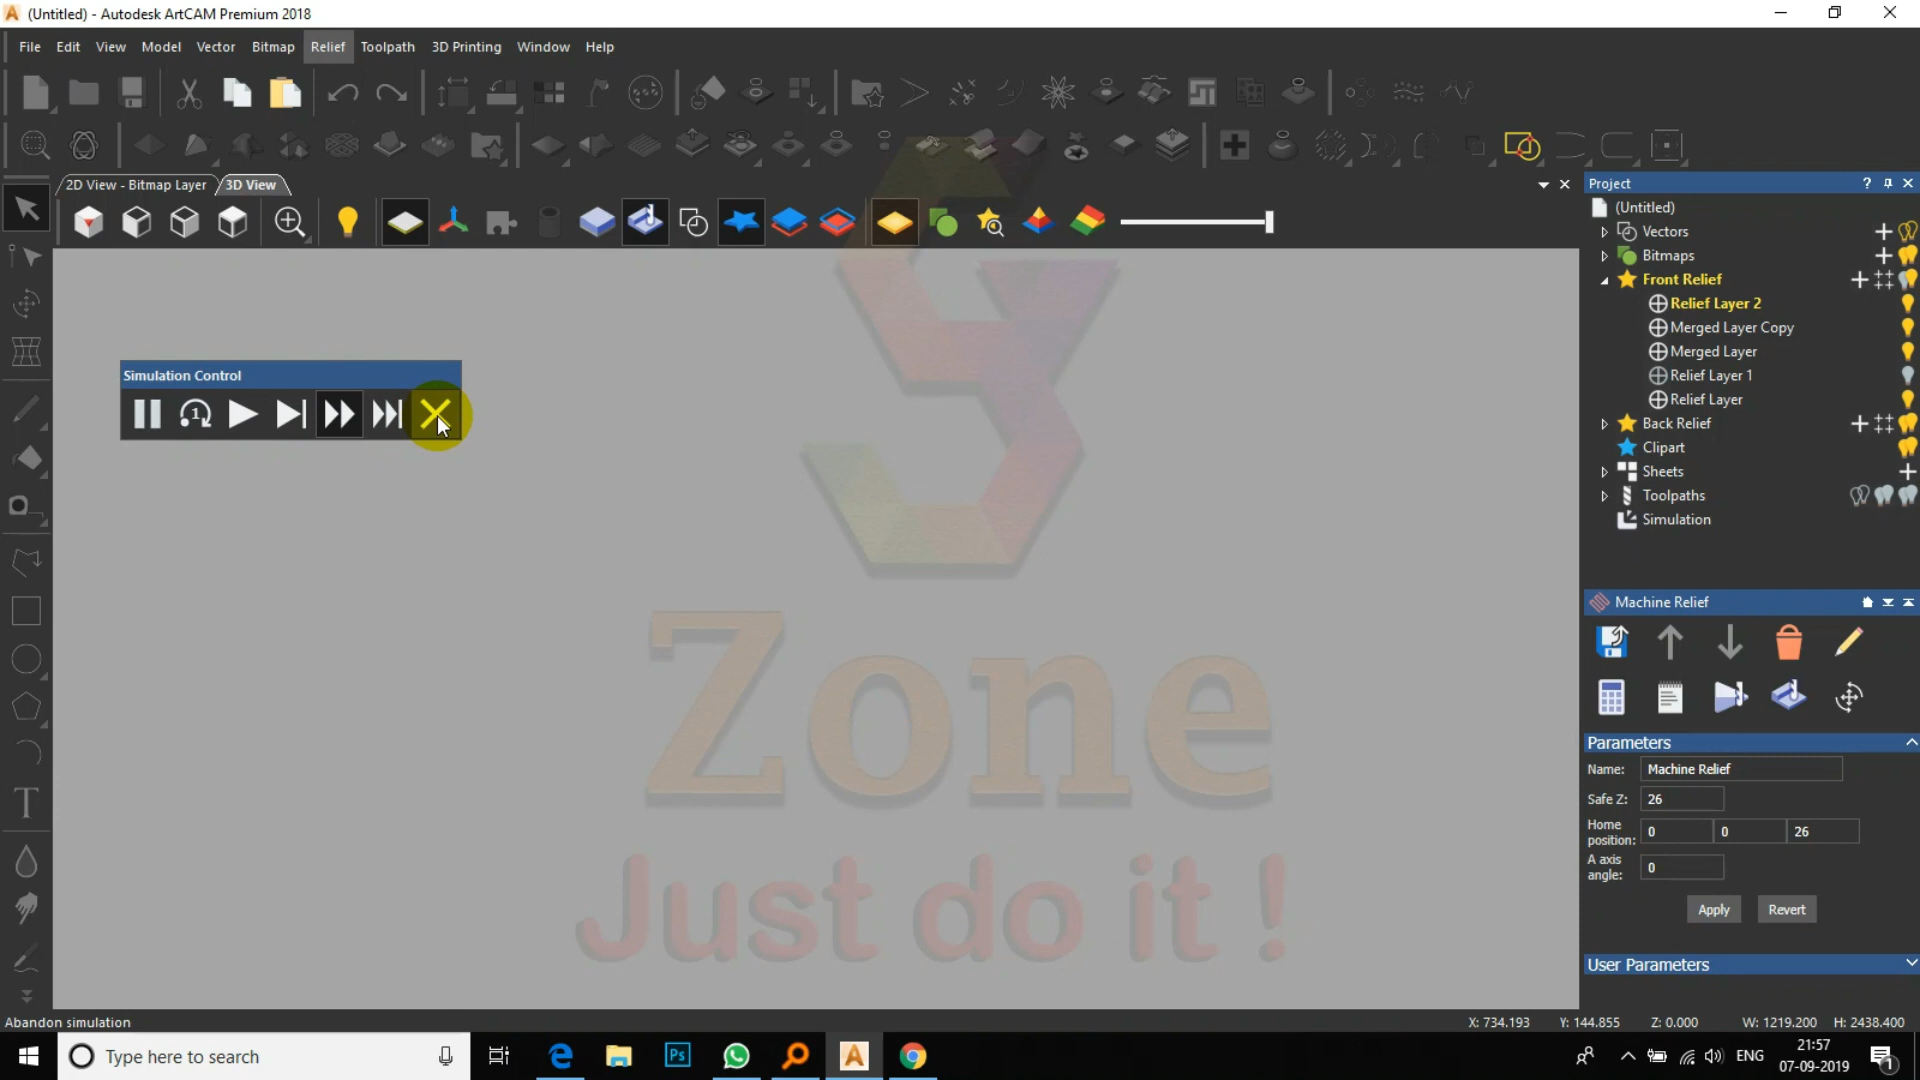 (Untitled) - Autodesk ArtCAM Premium 2018
File Edit View Model Vector Bitmap Relief Toolpath 3D Printing Window Help
2D View - Bitmap Layer 3D View
Project
(Untitled)
Vectors
Bitmaps
Front Relief
Relief Layer 2
Merged Layer Copy
Merged Layer
Relief Layer 1
Relief Layer
Back Relief
Clipart
Sheets
Toolpaths
Simulation
Simulation Control
1
Zone
Just do it !
Machine Relief
Parameters
Name: Machine Relief
Safe Z: 26
Home position: 0 0 26
A axis angle: 0
Apply Revert
User Parameters
Abandon simulation X: 734.193 Y: 144.855 Z: 0.000 W: 1219.200 H: 2438.400
Type here to search
Ps
A
ENG
21:57
07-09-2019
1